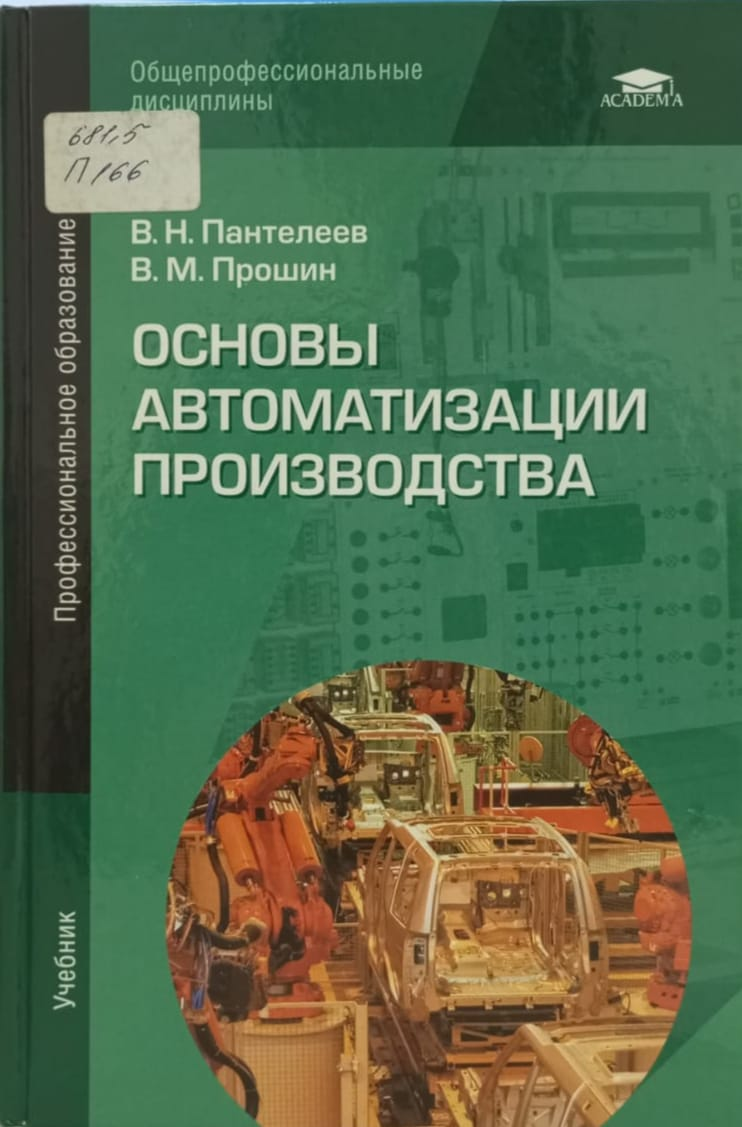 Общепрофессиональные
дисциплины
ACADEMA
681,5
П166
В. Н. Пантелеев
В. М. Прошин
ОСНОВЫ
АВТОМАТИЗАЦИИ
ПРОИЗВОДСТВА
Профессиональное образование
Учебник